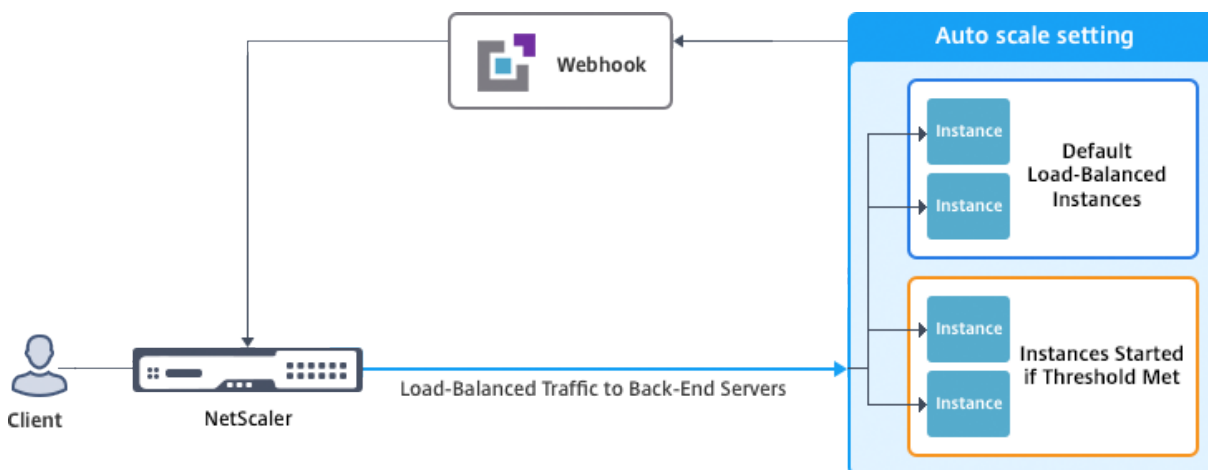 Auto scale setting
Webhook
Instance
Instance
Default
Load-Balanced
Instances
Instance
Instance
Instances Started
if Threshold Met
Load-Balanced Traffic to Back-End Servers
Client
NetScaler